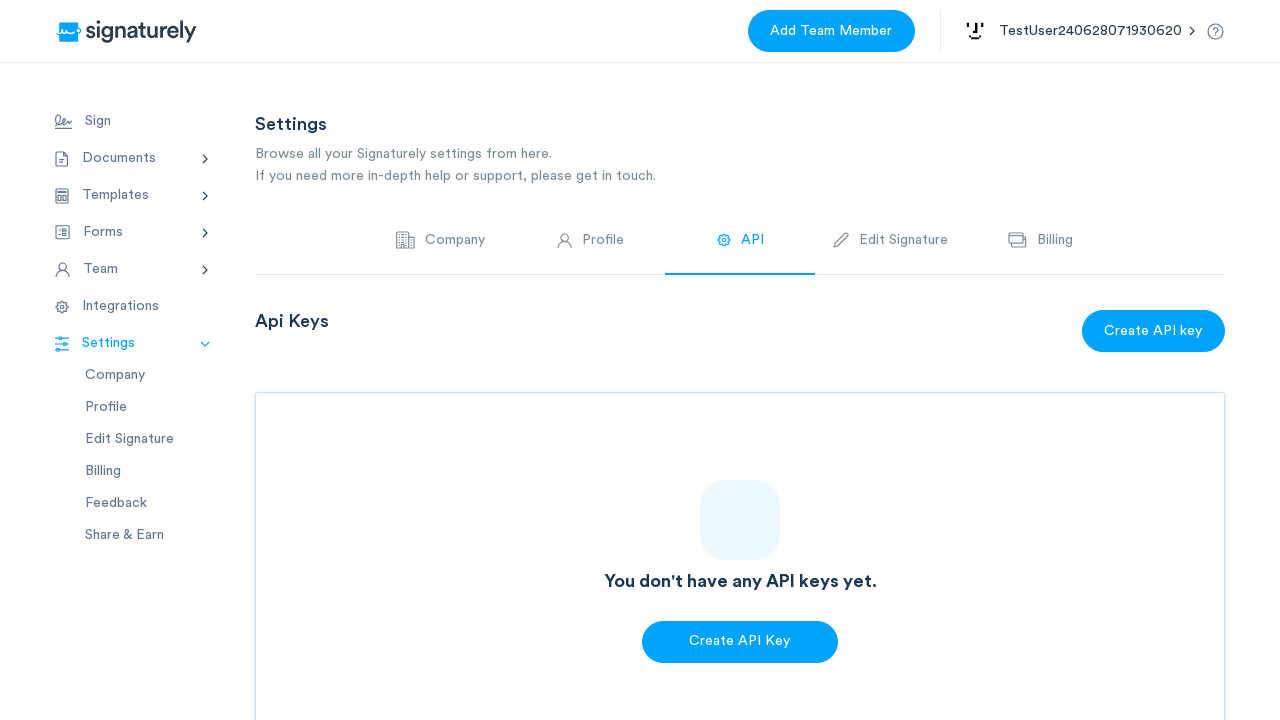 signaturely
Add Team Member
TestUser240628071930620
Sign
Documents
Templates
Forms
Team
Integrations
Settings
Company
Profile
Edit Signature
Billing
Feedback
Share & Earn
Settings
Browse all your Signaturely settings from here.
If you need more in-depth help or support, please get in touch.
Company
Profile
API
Edit Signature
Billing
Api Keys
Create API key
You don't have any API keys yet.
Create API Key